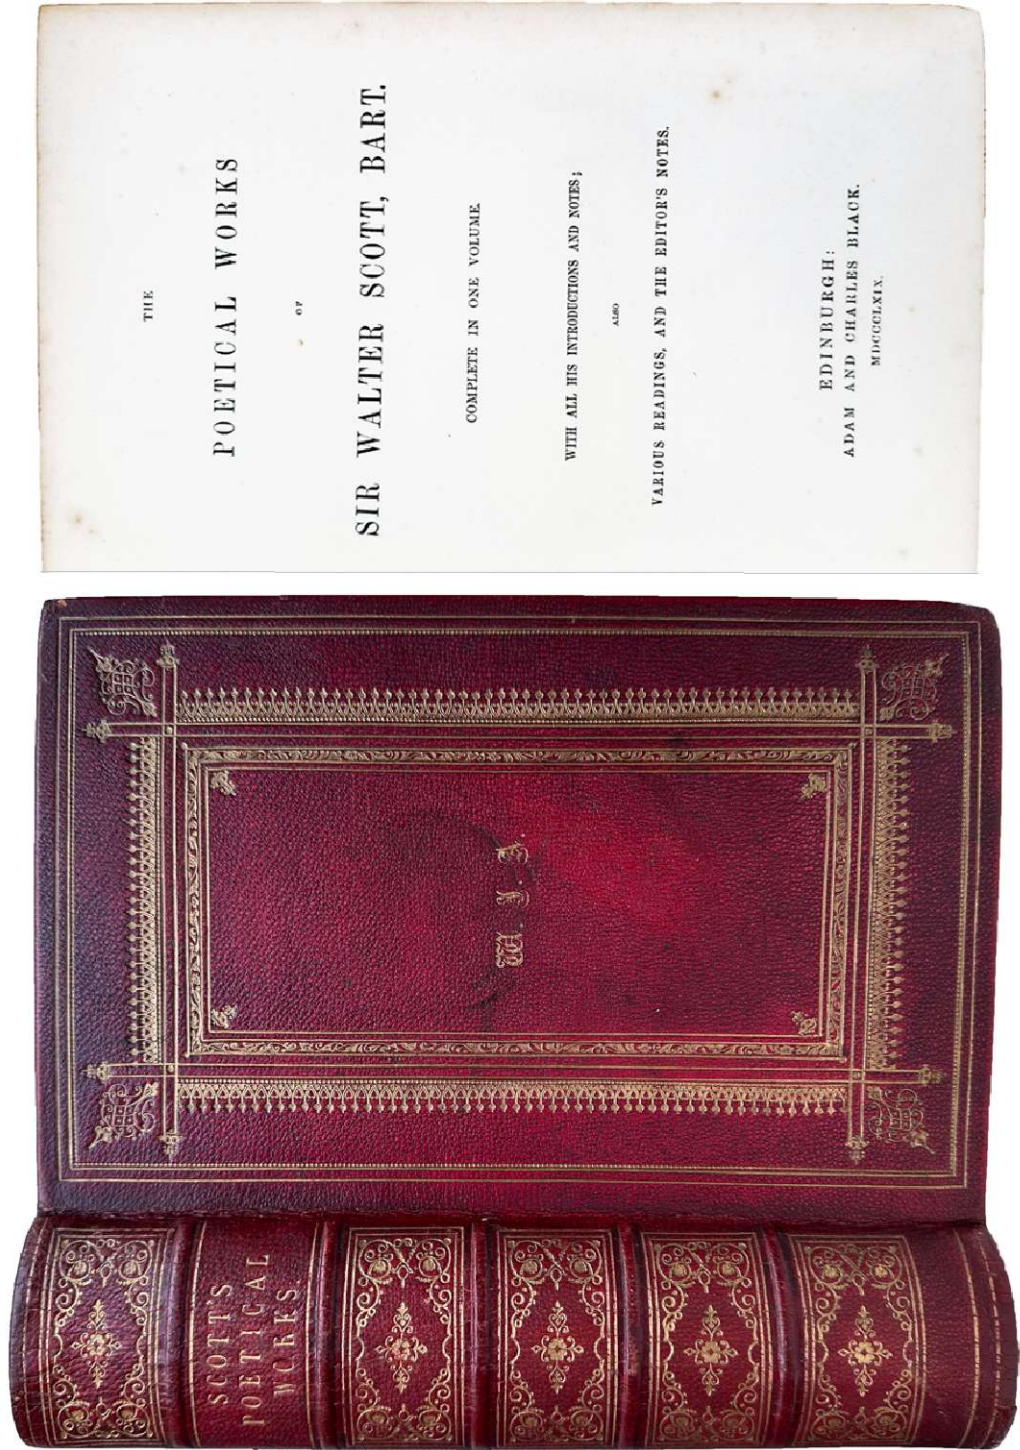 THE
POETICAL WORKS
OF
SIR WALTER SCOTT, BART.
COMPLETE IN ONE VOLUME.
WITH ALL HIS INTRODUCTIONS AND NOTES;
ALSO
VARIOUS READINGS, AND THE EDITOR'S NOTES.
EDINBURGH:
ADAM AND CHARLES BLACK.
MDCCCLXIX.
SCOTT'S
POETICAL
WORKS.